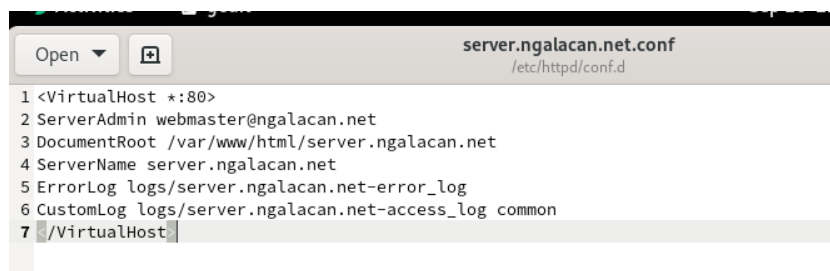 Open
server.ngalacan.net.conf
/etc/httpd/conf.d
1 <VirtualHost *:80>
2 ServerAdmin webmaster@ngalacan.net
3 DocumentRoot /var/www/html/server.ngalacan.net
4 ServerName server.ngalacan.net
5 ErrorLog logs/server.ngalacan.net-error_log
6 CustomLog logs/server.ngalacan.net-access_log common
7 </VirtualHost>